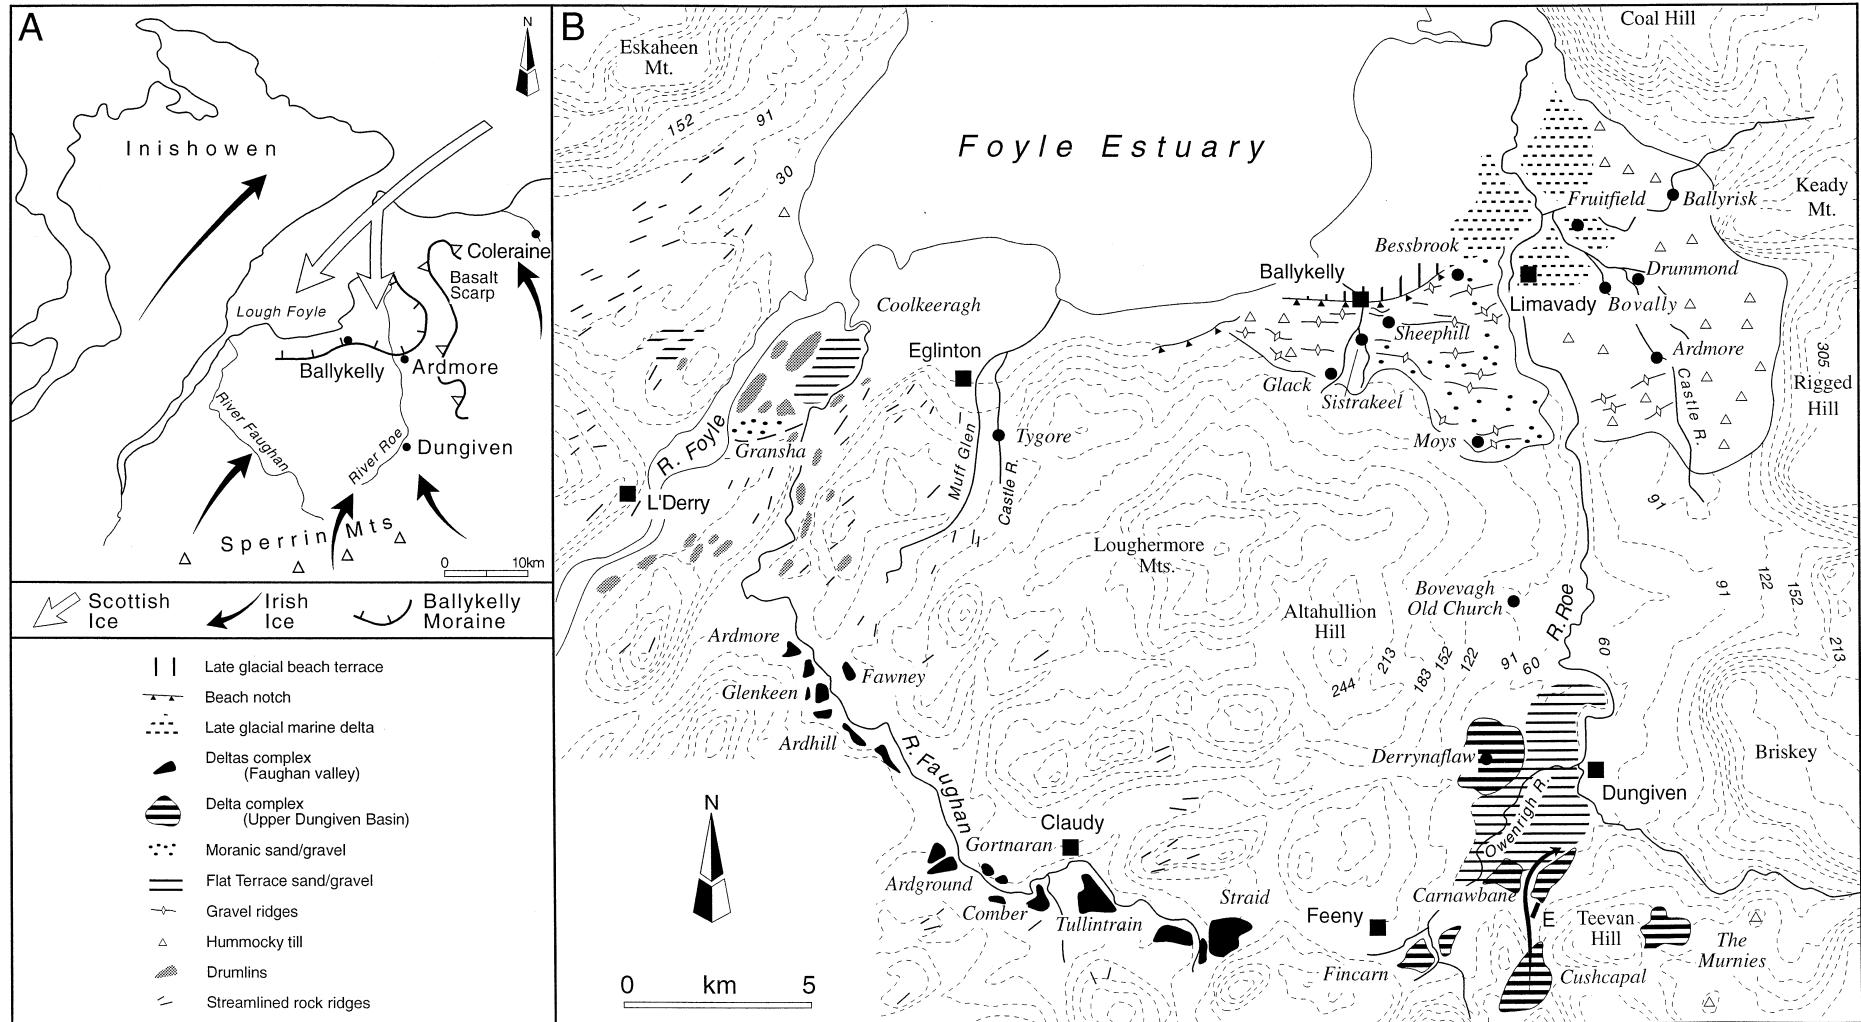 A
N
Inishowen
Coleraine
Basalt
Scarp
Lough Foyle
Ballykelly
Ardmore
River Faughan
River Roe
Dungiven
Sperrin Mts
0 10km
Scottish
Ice
Irish
Ice
Ballykelly
Moraine
Late glacial beach terrace
Beach notch
Late glacial marine delta
Deltas complex
(Faughan valley)
Delta complex
(Upper Dungiven Basin)
Moranic sand/gravel
Flat Terrace sand/gravel
Gravel ridges
Hummocky till
Drumlins
Streamlined rock ridges
B
Eskaheen
Mt.
Coal Hill
152
91
30
Foyle Estuary
Fruitfield
Ballyrisk
Keady
Mt.
Bessbrook
Ballykelly
Drummond
Limavady
Bovally
Coolkeeragh
Eglinton
Sheephill
Ardmore
305
Rigged
Hill
Glack
Sistrakeel
Castle R.
R. Foyle
Gransha
Muff Glen
Tygore
Castle R.
Moys
L'Derry
91
Loughermore
Mts.
Bovevagh
Old Church
Altahullion
Hill
R. Roe
91
122
152
213
Ardmore
Fawney
Glenkeen
Ardhill
244
213
183
152
122
91
60
60
R. Faughan
Derrynaflaw
Briskey
Dungiven
Owenrigh R.
N
Claudy
Gortnaran
Ardground
Comber
Tullintrain
Straid
Carnawbane
Feeny
E
Teevan
Hill
The
Murnies
Fincarn
Cushcapal
0 km 5